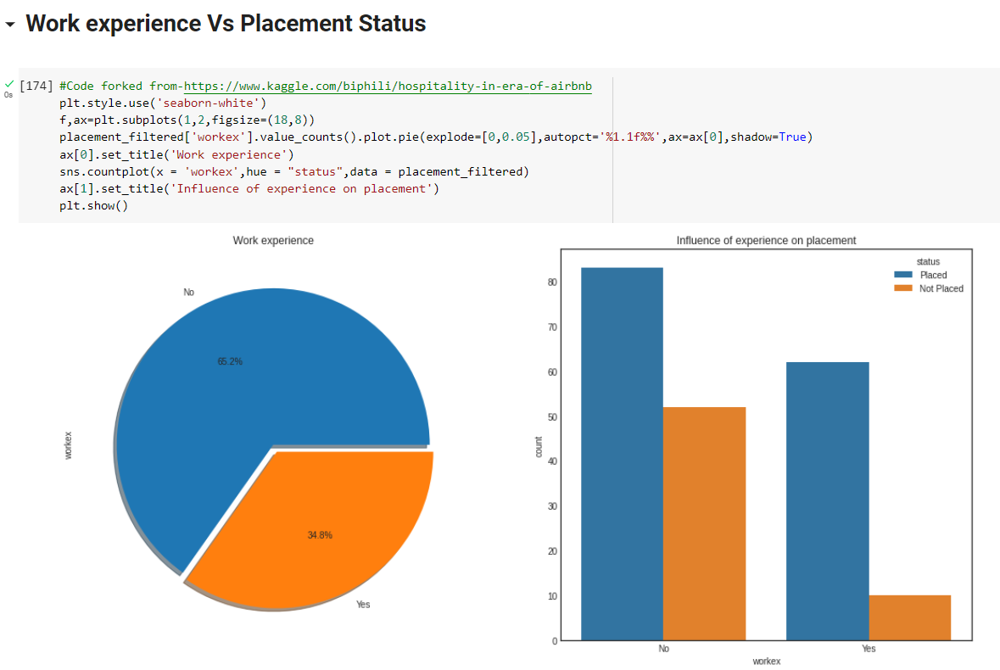 Work experience Vs Placement Status
[174] #Code forked from-https://www.kaggle.com/biphili/hospitality-in-era-of-airbnb
0s
plt.style.use('seaborn-white')
f,ax=plt.subplots(1,2,figsize=(18,8))
placement_filtered['workex'].value_counts().plot.pie(explode=[0,0.05],autopct='%1.1f%%',ax=ax[0],shadow=True)
ax[0].set_title('Work experience')
sns.countplot(x = 'workex',hue = "status",data = placement_filtered)
ax[1].set_title('Influence of experience on placement')
plt.show()
Work experience
No
65.2%
workex
34.8%
Yes
Influence of experience on placement
status
Placed
Not Placed
80
70
60
50
40
30
20
10
0
count
No
Yes
workex